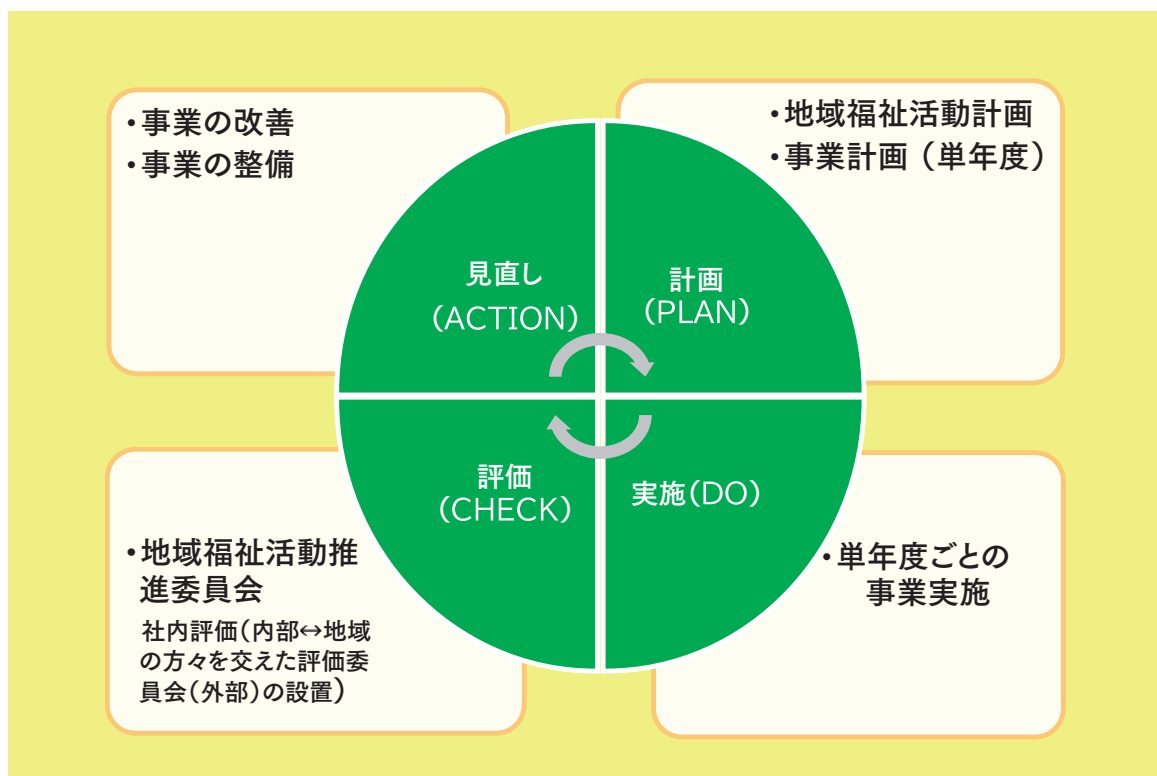 ・事業の改善
・事業の整備
・地域福祉活動計画
・事業計画（単年度）
見直し
（ACTION）
計画
（PLAN）
評価
（CHECK）
実施（DO）
・地域福祉活動推
進委員会
社内評価（内部↔地域
の方々を交えた評価委
員会（外部）の設置）
・単年度ごとの
事業実施